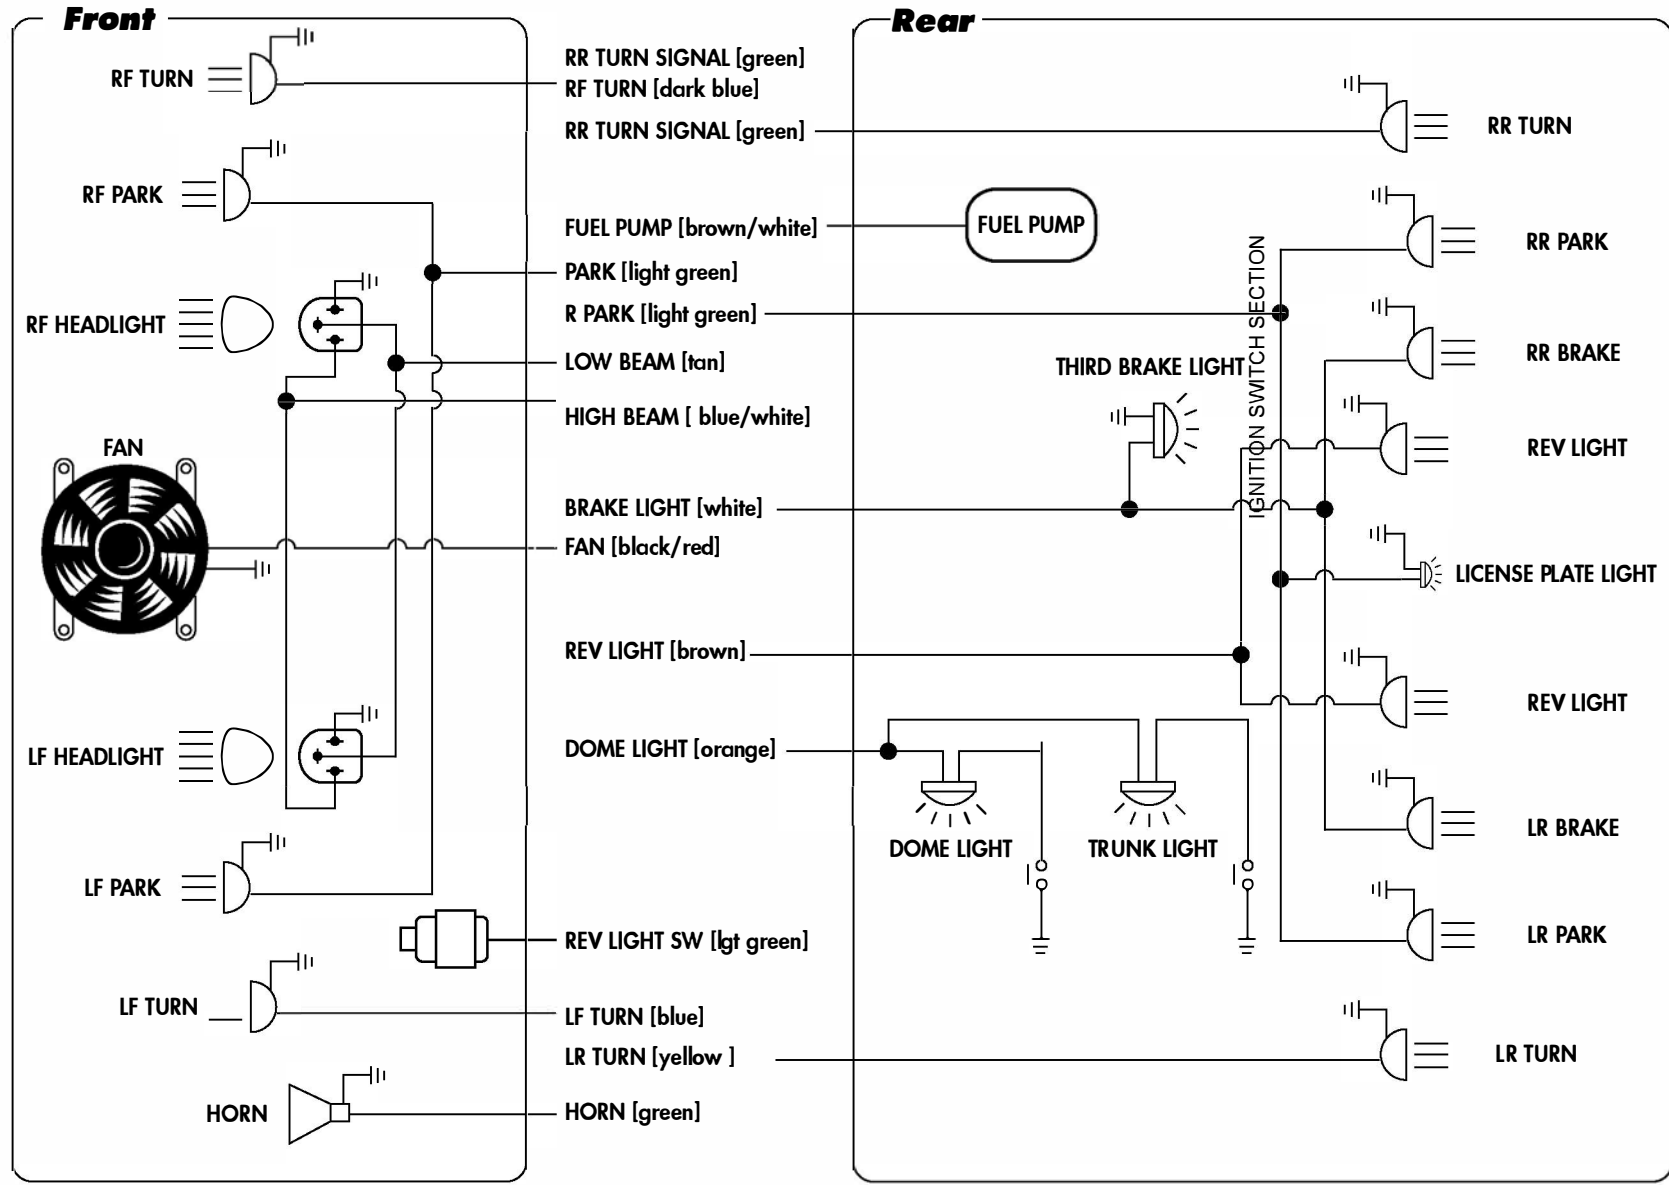 Front
Rear
RF TURN
RR TURN SIGNAL [green]
RF TURN [dark blue]
RR TURN SIGNAL [green]
RR TURN
RF PARK
FUEL PUMP [brown/white]
FUEL PUMP
RR PARK
PARK [light green]
R PARK [light green]
IGNITION SWITCH SECTION
RF HEADLIGHT
LOW BEAM [tan]
THIRD BRAKE LIGHT
RR BRAKE
HIGH BEAM [ blue/white]
FAN
REV LIGHT
BRAKE LIGHT [white]
FAN [black/red]
LICENSE PLATE LIGHT
REV LIGHT [brown]
REV LIGHT
LF HEADLIGHT
DOME LIGHT [orange]
DOME LIGHT
TRUNK LIGHT
LR BRAKE
LF PARK
REV LIGHT SW [lgt green]
LR PARK
LF TURN
LF TURN [blue]
LR TURN [yellow ]
LR TURN
HORN
HORN [green]